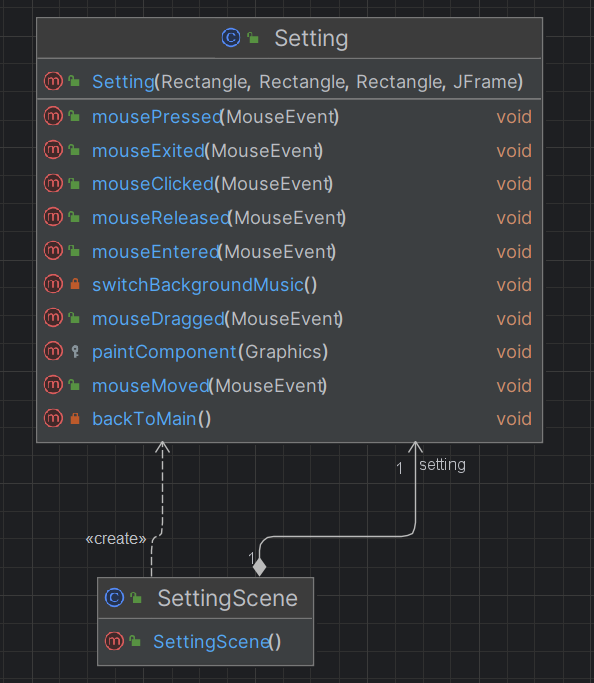 Setting
Setting(Rectangle, Rectangle, Rectangle, JFrame)
mousePressed(MouseEvent) void
mouseExited(MouseEvent) void
mouseClicked(MouseEvent) void
mouseReleased(MouseEvent) void
mouseEntered(MouseEvent) void
switchBackgroundMusic() void
mouseDragged(MouseEvent) void
paintComponent(Graphics) void
mouseMoved(MouseEvent) void
backToMain() void
1 setting
«create»
1
SettingScene
SettingScene()